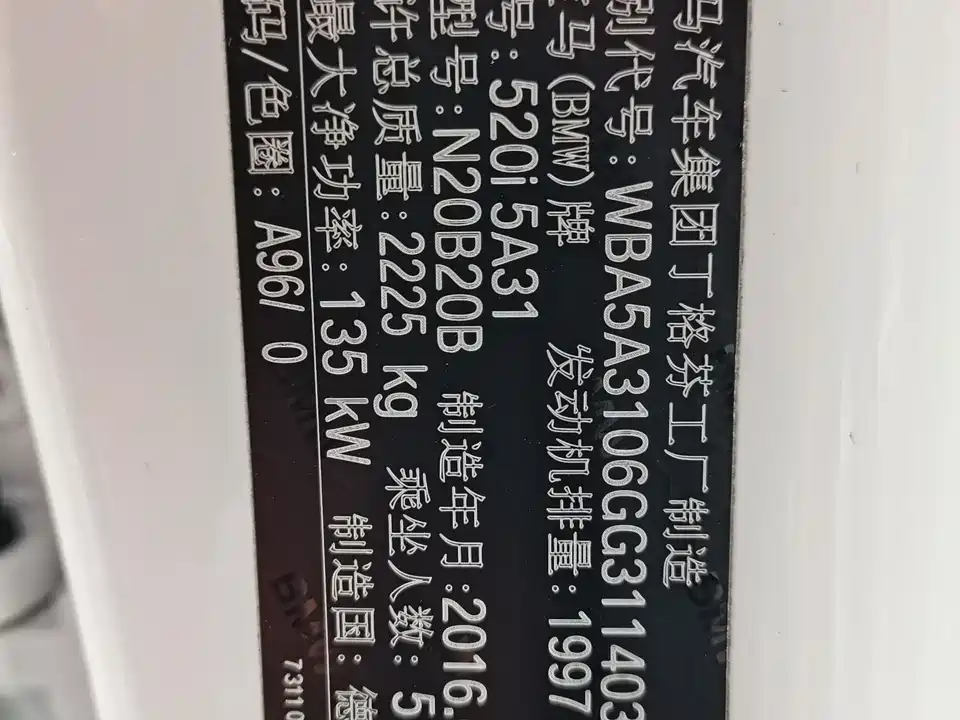 马汽车集团丁格芬工厂制造
别代号:WBA5A3106GG311403
马(BMW)牌 发动机排量:1997
号:520i 5A31
型号:N20B20B 制造年月:2016.
许总质量:2225 kg 乘坐人数:5
最大净功率:135 kW 制造国:德
码/色圈: A96/ 0
7311 0